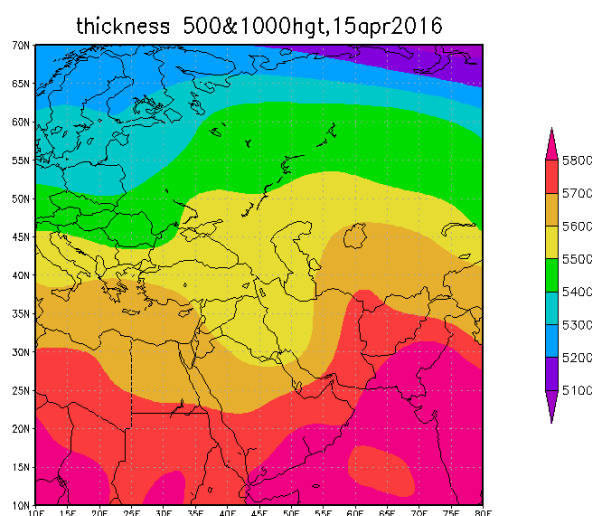 thickness 500&1000hgt,15apr2016
70N
65N
60N
55N
50N
45N
40N
35N
30N
25N
20N
15N
10N
10E 15E 20E 25E 30E 35E 40E 45E 50E 55E 60E 65E 70E 75E 80E
5800
5700
5600
5500
5400
5300
5200
5100